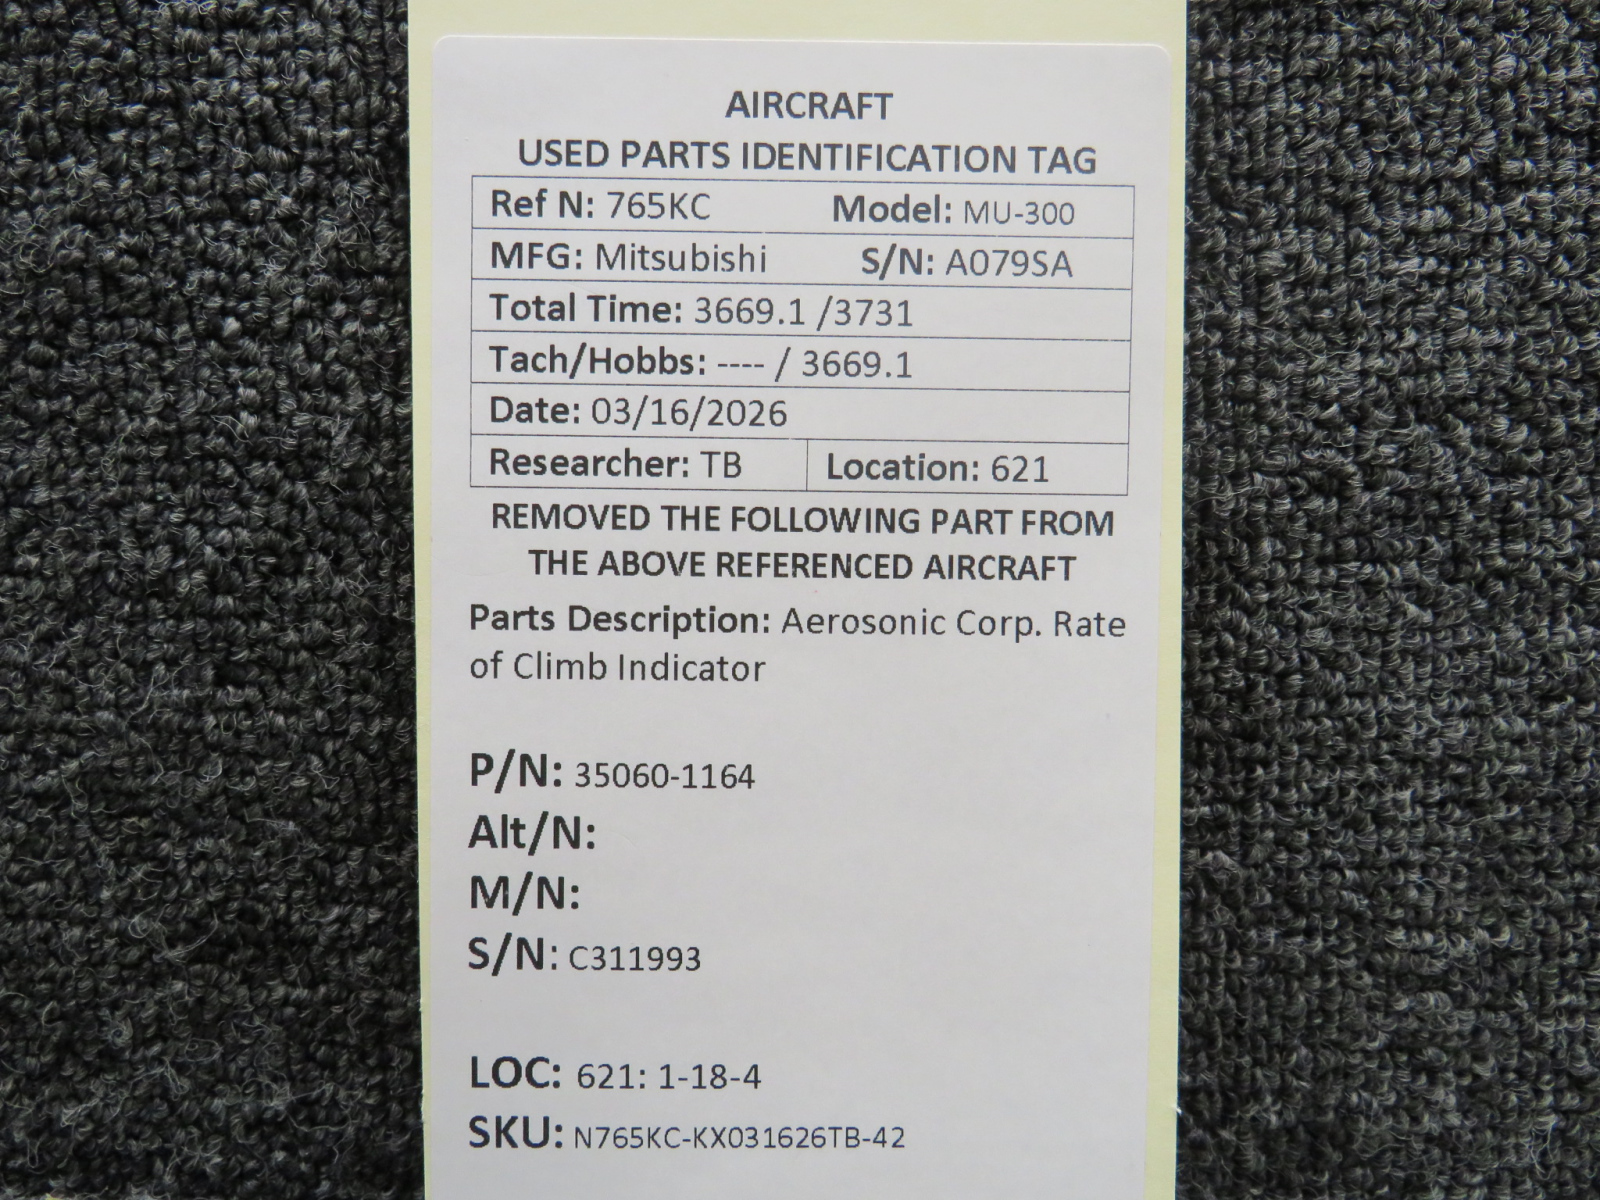 AIRCRAFT
USED PARTS IDENTIFICATION TAG
Ref N: 765KC Model: MU-300
MFG: Mitsubishi S/N: A079SA
Total Time: 3669.1 /3731
Tach/Hobbs: ---- / 3669.1
Date: 03/16/2026
Researcher: TB Location: 621
REMOVED THE FOLLOWING PART FROM
THE ABOVE REFERENCED AIRCRAFT
Parts Description: Aerosonic Corp. Rate
of Climb Indicator
P/N: 35060-1164
Alt/N:
M/N:
S/N: C311993
LOC: 621: 1-18-4
SKU: N765KC-KX031626TB-42